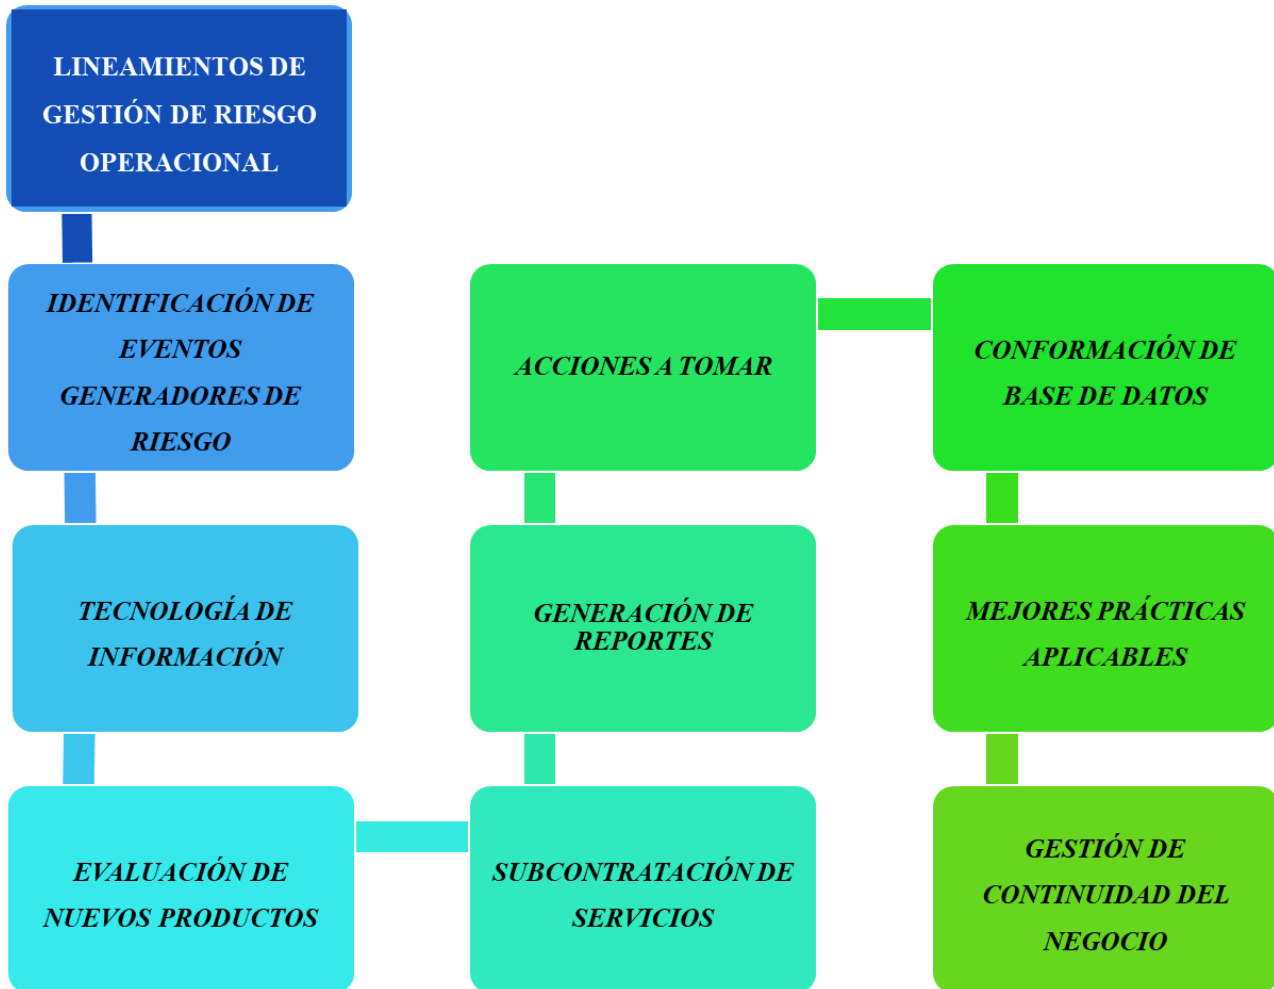 LINEAMIENTOS DE
GESTIÓN DE RIESGO
OPERACIONAL
IDENTIFICACIÓN DE
EVENTOS
GENERADORES DE
RIESGO
TECNOLOGÍA DE
INFORMACIÓN
EVALUACIÓN DE
NUEVOS PRODUCTOS
SUBCONTRATACIÓN DE
SERVICIOS
GENERACIÓN DE
REPORTES
ACCIONES A TOMAR
CONFORMACIÓN DE
BASE DE DATOS
MEJORES PRÁCTICAS
APLICABLES
GESTIÓN DE
CONTINUIDAD DEL
NEGOCIO